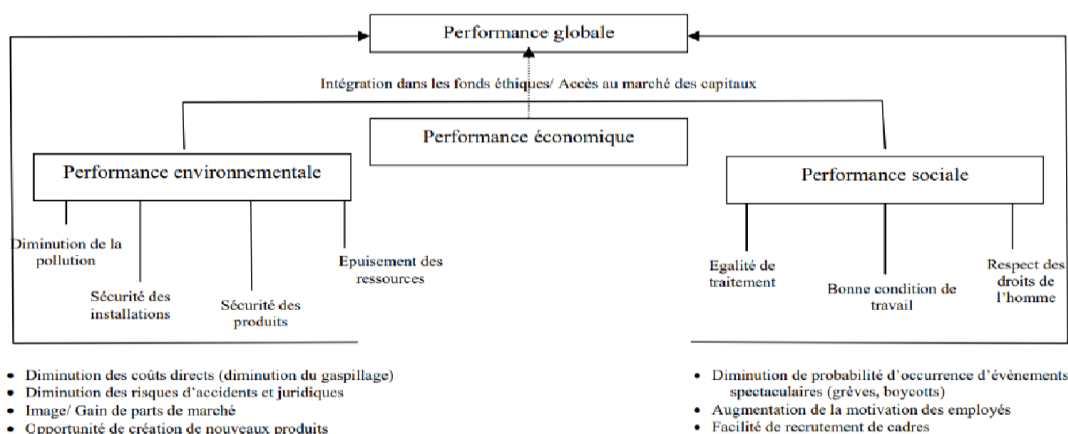 Performance globale
Intégration dans les fonds éthiques/ Accès au marché des capitaux
Performance économique
Performance environnementale
Performance sociale
Diminution de la
pollution
Sécurité des
installations
Sécurité des
produits
Epuisement des
ressources
Egalité de
traitement
Bonne condition de
travail
Respect des
droits de
l'homme
• Diminution des coûts directs (diminution du gaspillage)
• Diminution des risques d'accidents et juridiques
• Image/ Gain de parts de marché
• Opportunité de création de nouveaux produits
• Diminution de probabilité d'occurrence d'évènements
spectaculaires (grèves, boycotts)
• Augmentation de la motivation des employés
• Facilité de recrutement de cadres